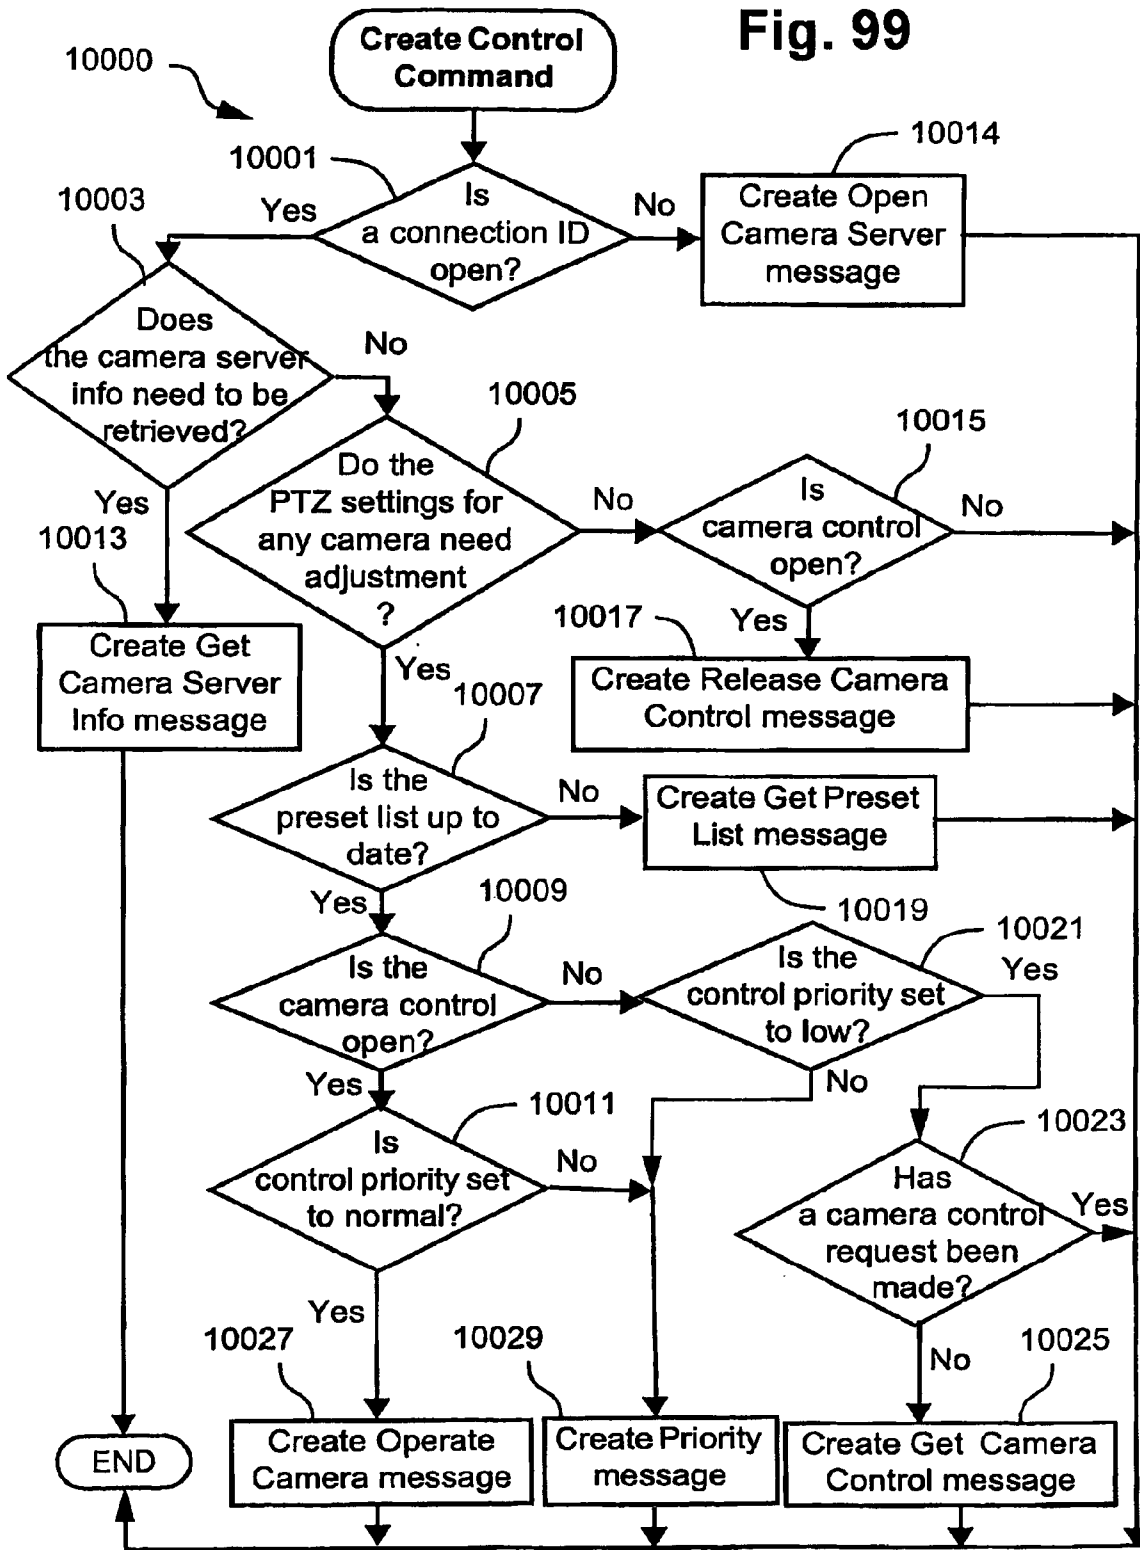 Fig. 99
Create Control
Command
10000
10001
Is
a connection ID
open?
Yes
No
10014
Create Open
Camera Server
message
10003
Does
the camera server
info need to be
retrieved?
No
Yes
10005
Do the
PTZ settings for
any camera need
adjustment
?
No
Yes
10015
Is
camera control
open?
No
Yes
10013
Create Get
Camera Server
Info message
10017
Create Release Camera
Control message
10007
Is the
preset list up to
date?
No
Yes
Create Get Preset
List message
10019
10009
Is the
camera control
open?
No
Yes
10021
Is the
control priority set
to low?
Yes
No
10011
Is
control priority set
to normal?
No
Yes
10023
Has
a camera control
request been
made?
Yes
No
10027
Create Operate
Camera message
10029
Create Priority
message
10025
Create Get Camera
Control message
END